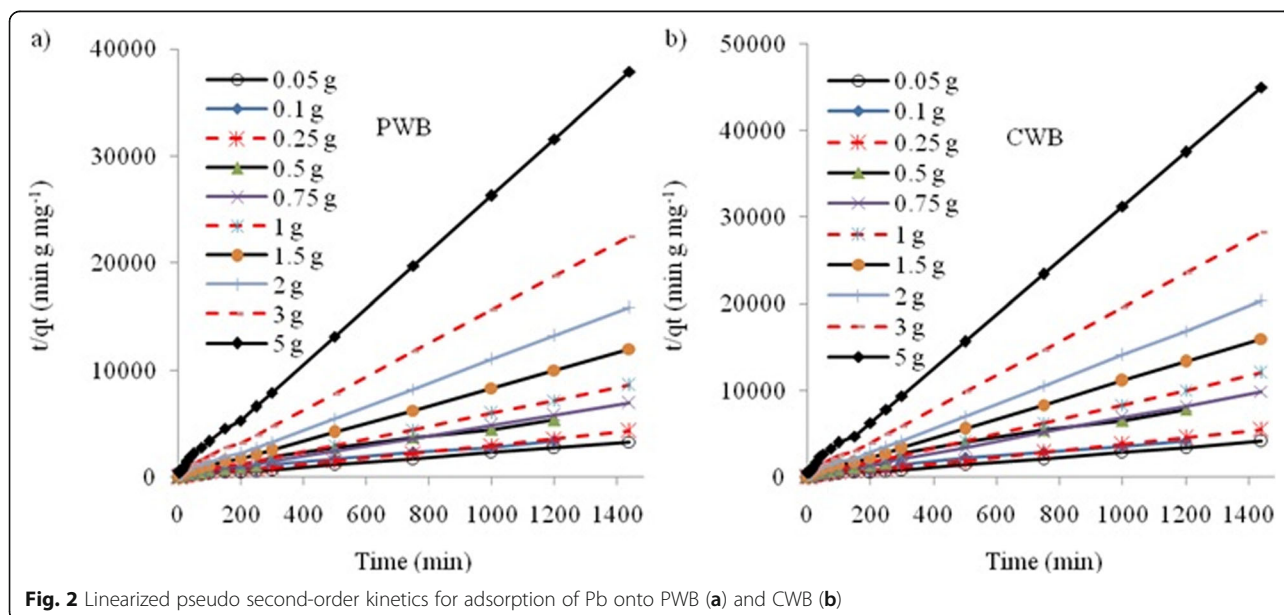 a)
40000
30000
20000
10000
0
t/qt (min g mg⁻¹)
PWB
0.05 g
0.1 g
0.25 g
0.5 g
0.75 g
1 g
1.5 g
2 g
3 g
5 g
0 200 400 600 800 1000 1200 1400
Time (min)
b)
50000
40000
30000
20000
10000
0
t/qt (min g mg⁻¹)
CWB
0.05 g
0.1 g
0.25 g
0.5 g
0.75 g
1 g
1.5 g
2 g
3 g
5 g
0 200 400 600 800 1000 1200 1400
Time (min)
Fig. 2 Linearized pseudo second-order kinetics for adsorption of Pb onto PWB (a) and CWB (b)